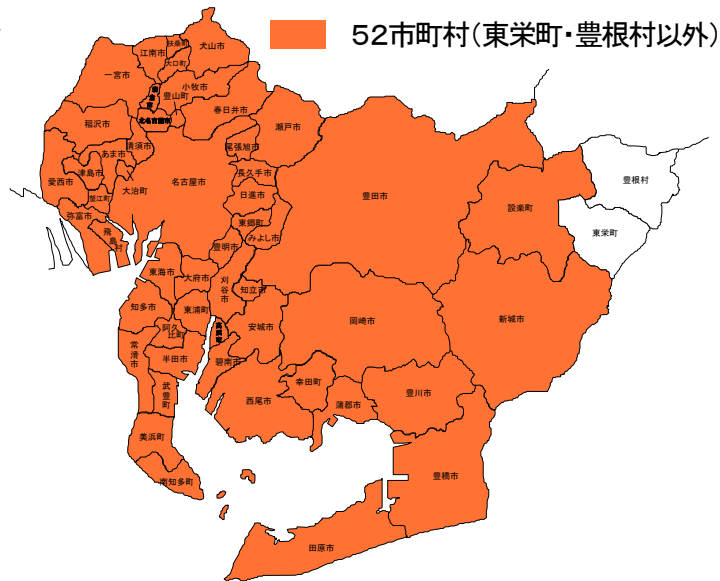 52市町村(東栄町・豊根村以外)
扶桑町
犬山市
江南市
大口町
一宮市
小牧市
岩倉市
豊山町
春日井市
北名古屋市
稲沢市
瀬戸市
清須市
尾張旭市
あま市
津島市
長久手市
愛西市
名古屋市
大治町
蟹江町
日進市
豊田市
豊根村
設楽町
弥富市
飛島村
東郷町
みよし市
東栄町
豊明市
東海市
大府市
刈谷市
知立市
知多市
東浦町
岡崎市
新城市
高浜市
安城市
阿久比町
常滑市
半田市
碧南市
幸田町
豊川市
武豊町
西尾市
蒲郡市
美浜町
豊橋市
南知多町
田原市